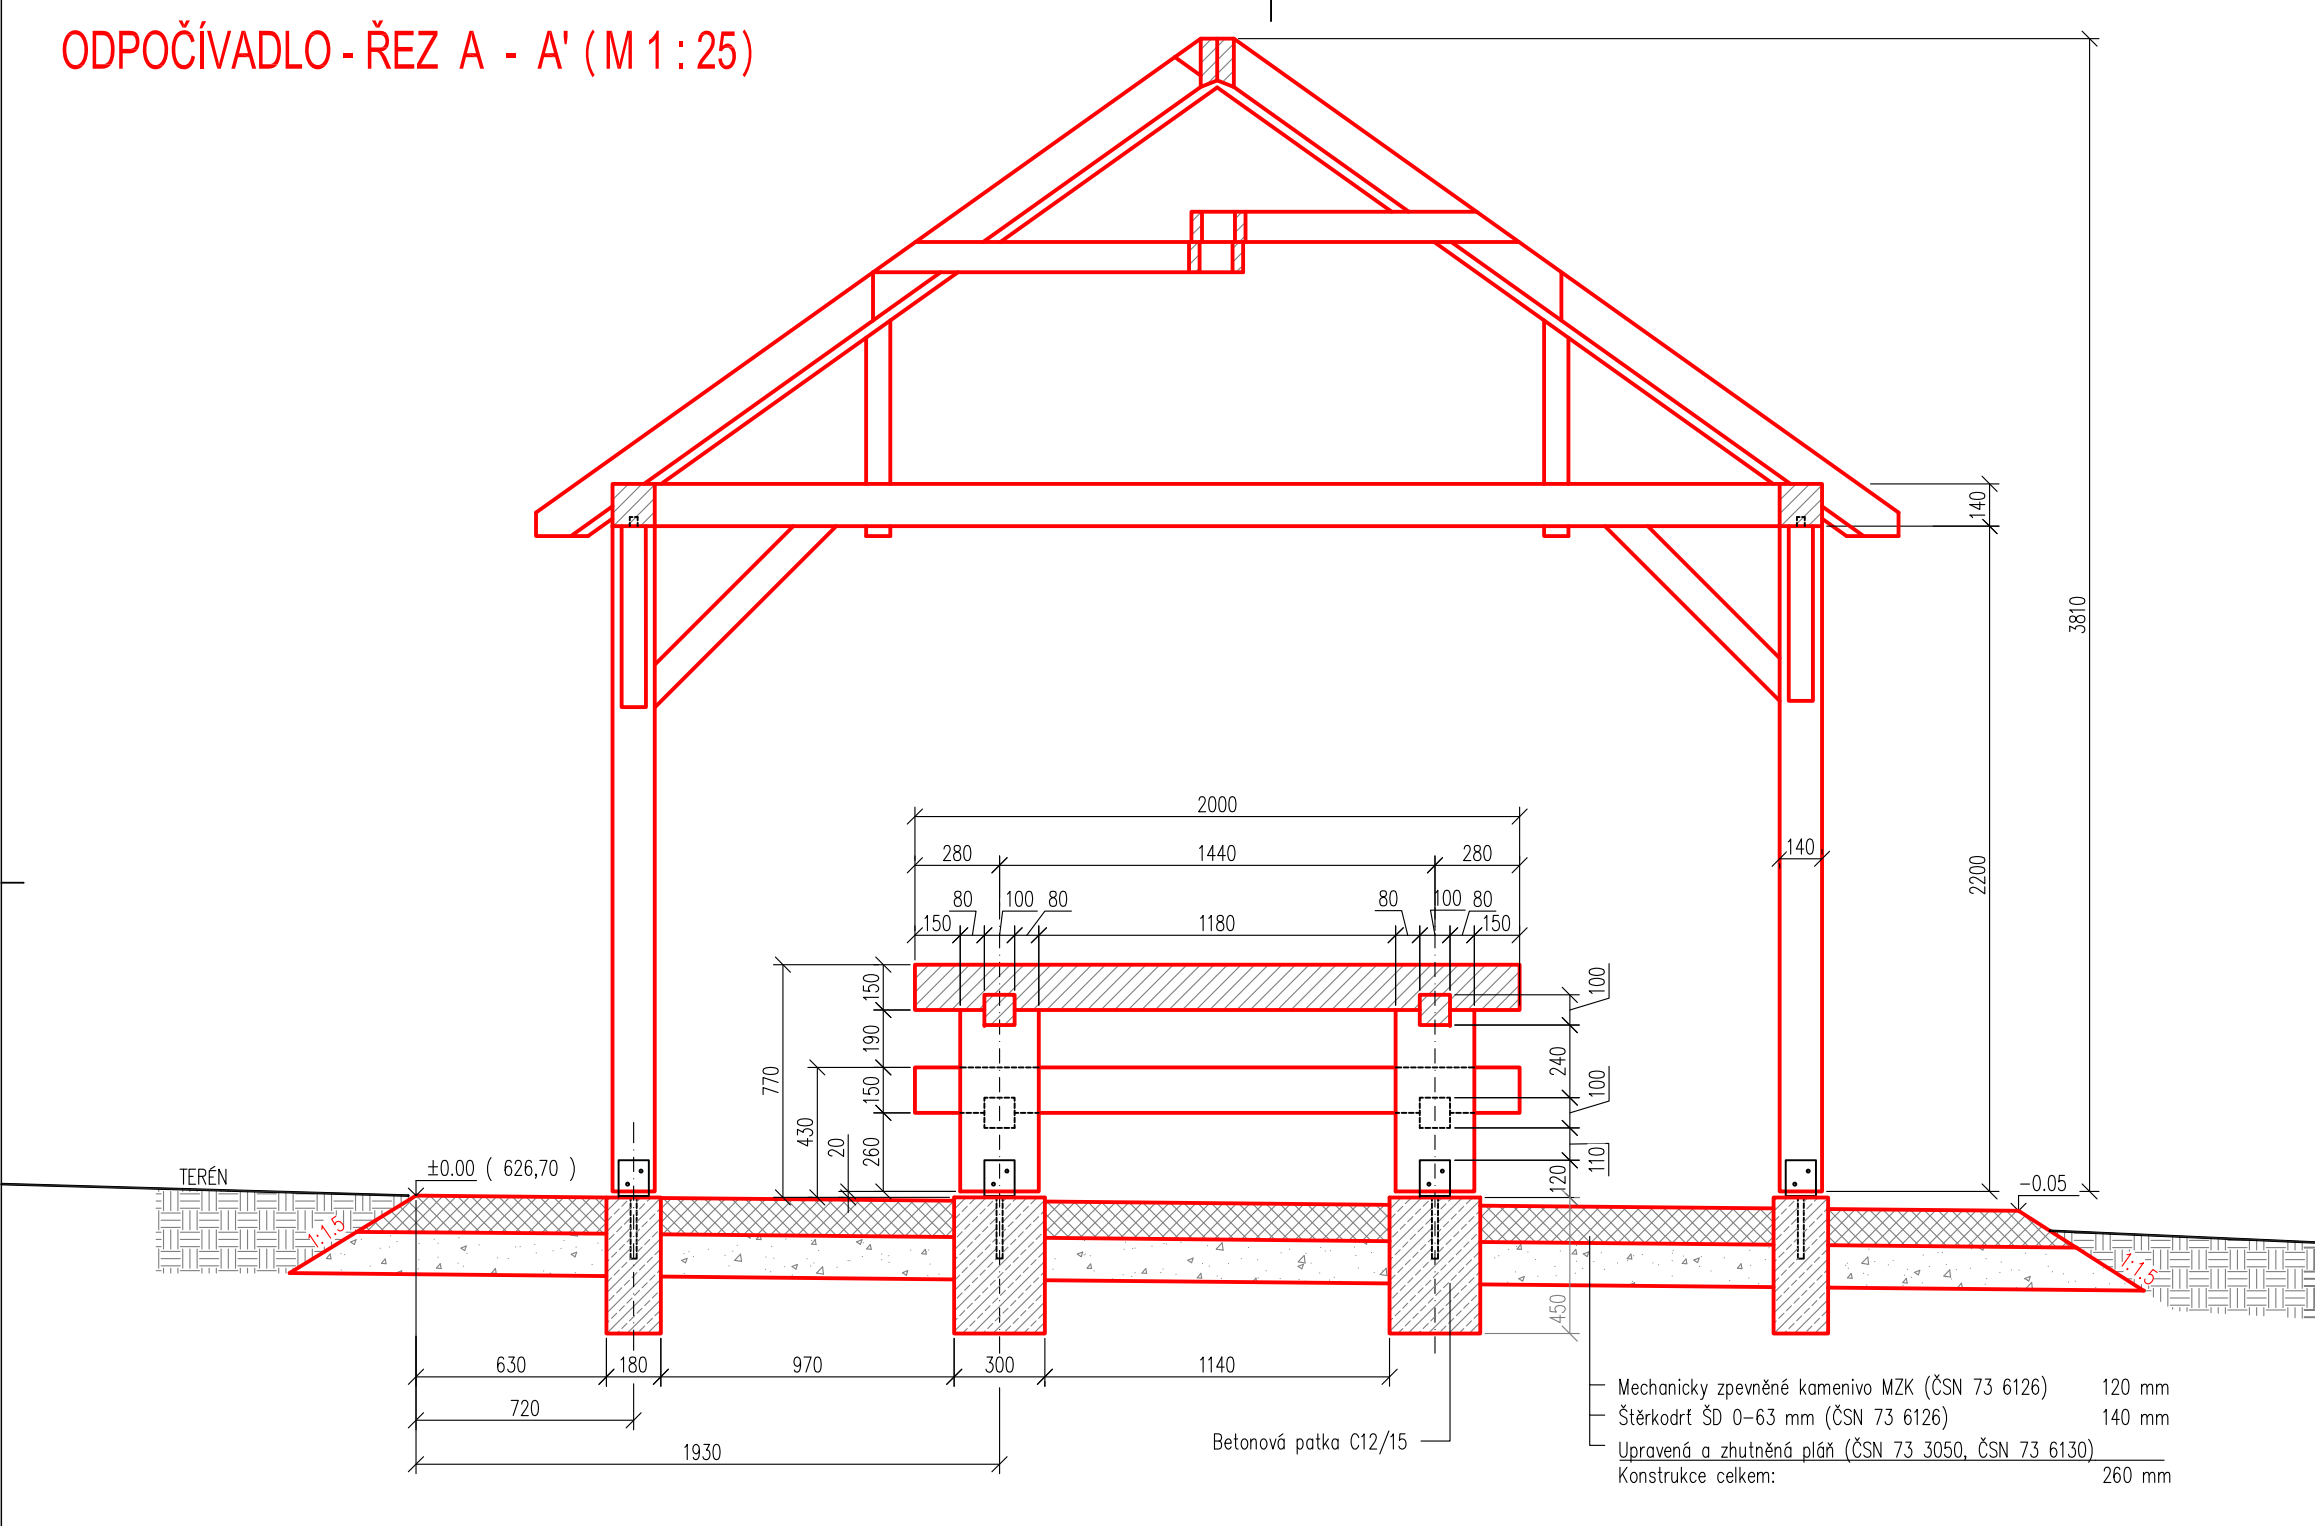 ODPOČÍVADLO - ŘEZ A - A' ( M 1 : 25 )
140
3810
2200
140
2000
280 1440 280
80 100 80 80 100 80
150 1180 150
770
430
20
150
190
150
260
100
240
100
110
120
450
TERÉN
±0.00 ( 626,70 )
-0.05
1:1.5
1:1.5
630 180 970 300 1140
720
1930
Betonová patka C12/15
Mechanicky zpevněné kamenivo MZK (ČSN 73 6126) 120 mm
Štěrkodrť ŠD 0-63 mm (ČSN 73 6126) 140 mm
Upravená a zhutněná pláň (ČSN 73 3050, ČSN 73 6130)
Konstrukce celkem: 260 mm